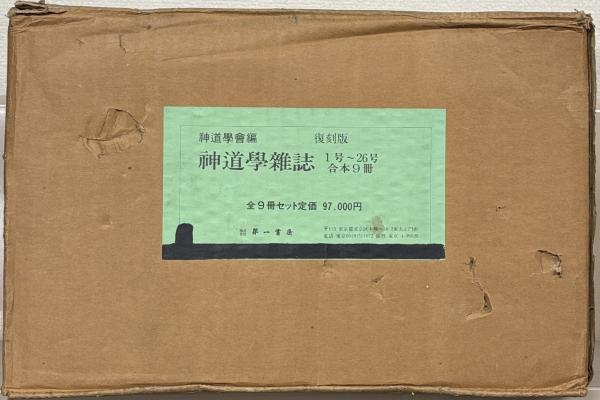 神道學會編 復刻版
神道學雜誌 1号～26号
合本9冊
全9冊セット定価 97,000円
第一書房